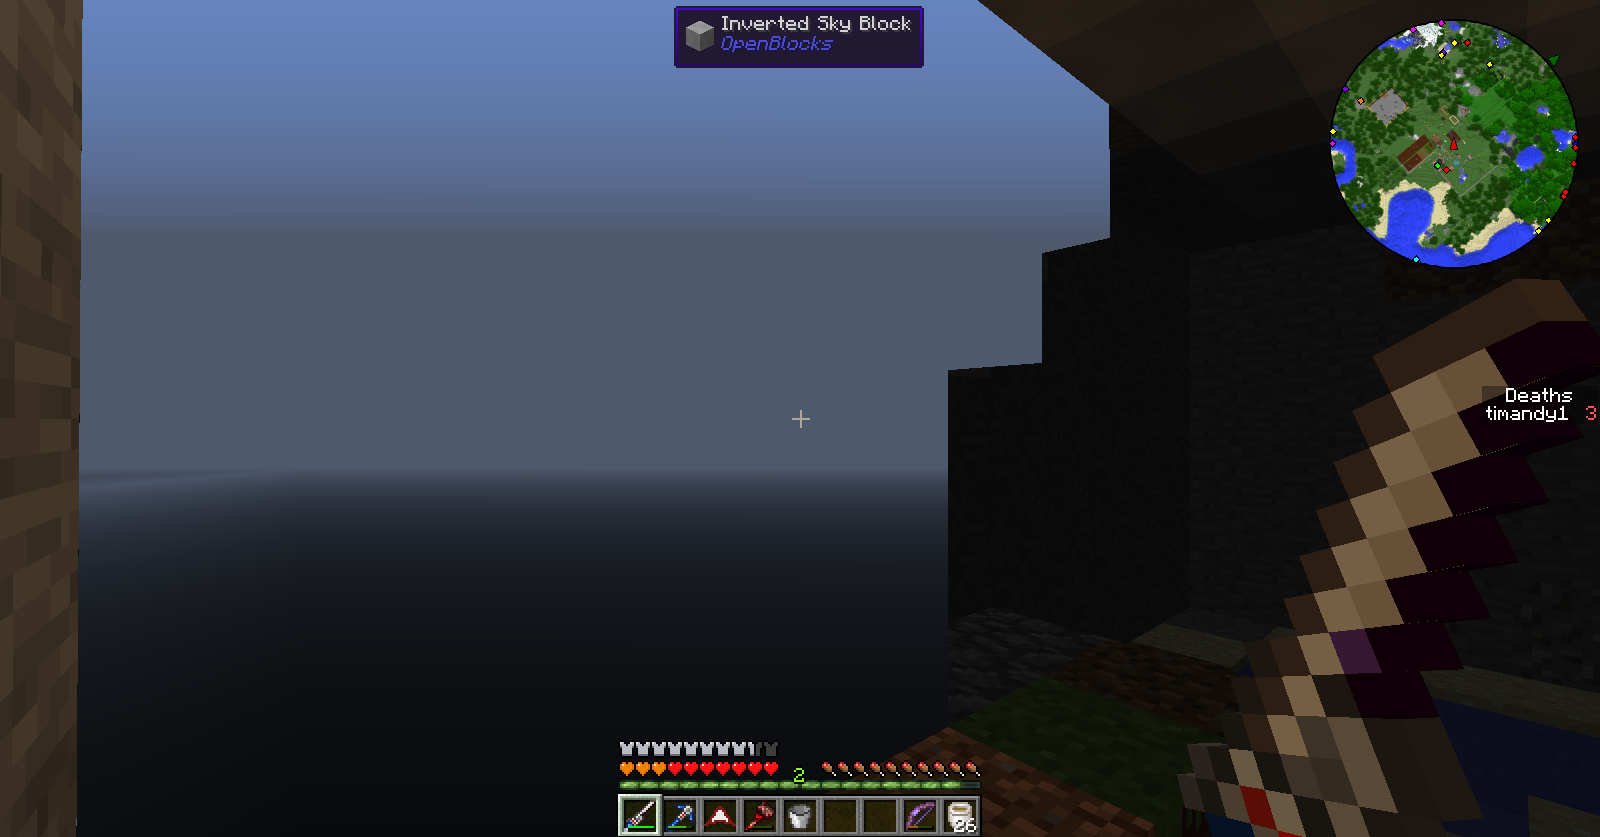 Inverted Sky Block
OpenBlocks
Deaths
timandy1 3
2
26